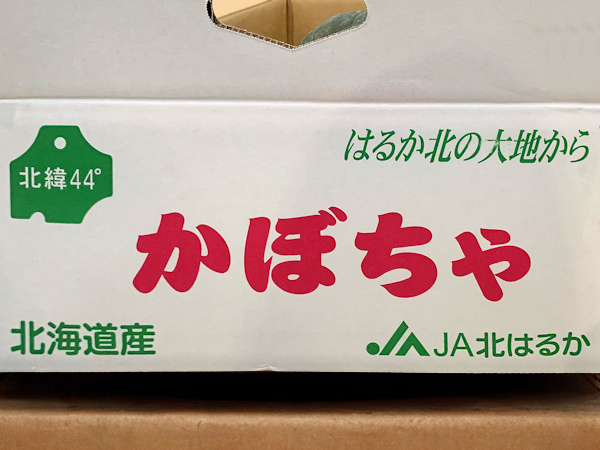 はるか北の大地から
北緯44°
かぼちゃ
北海道産
JA北はるか